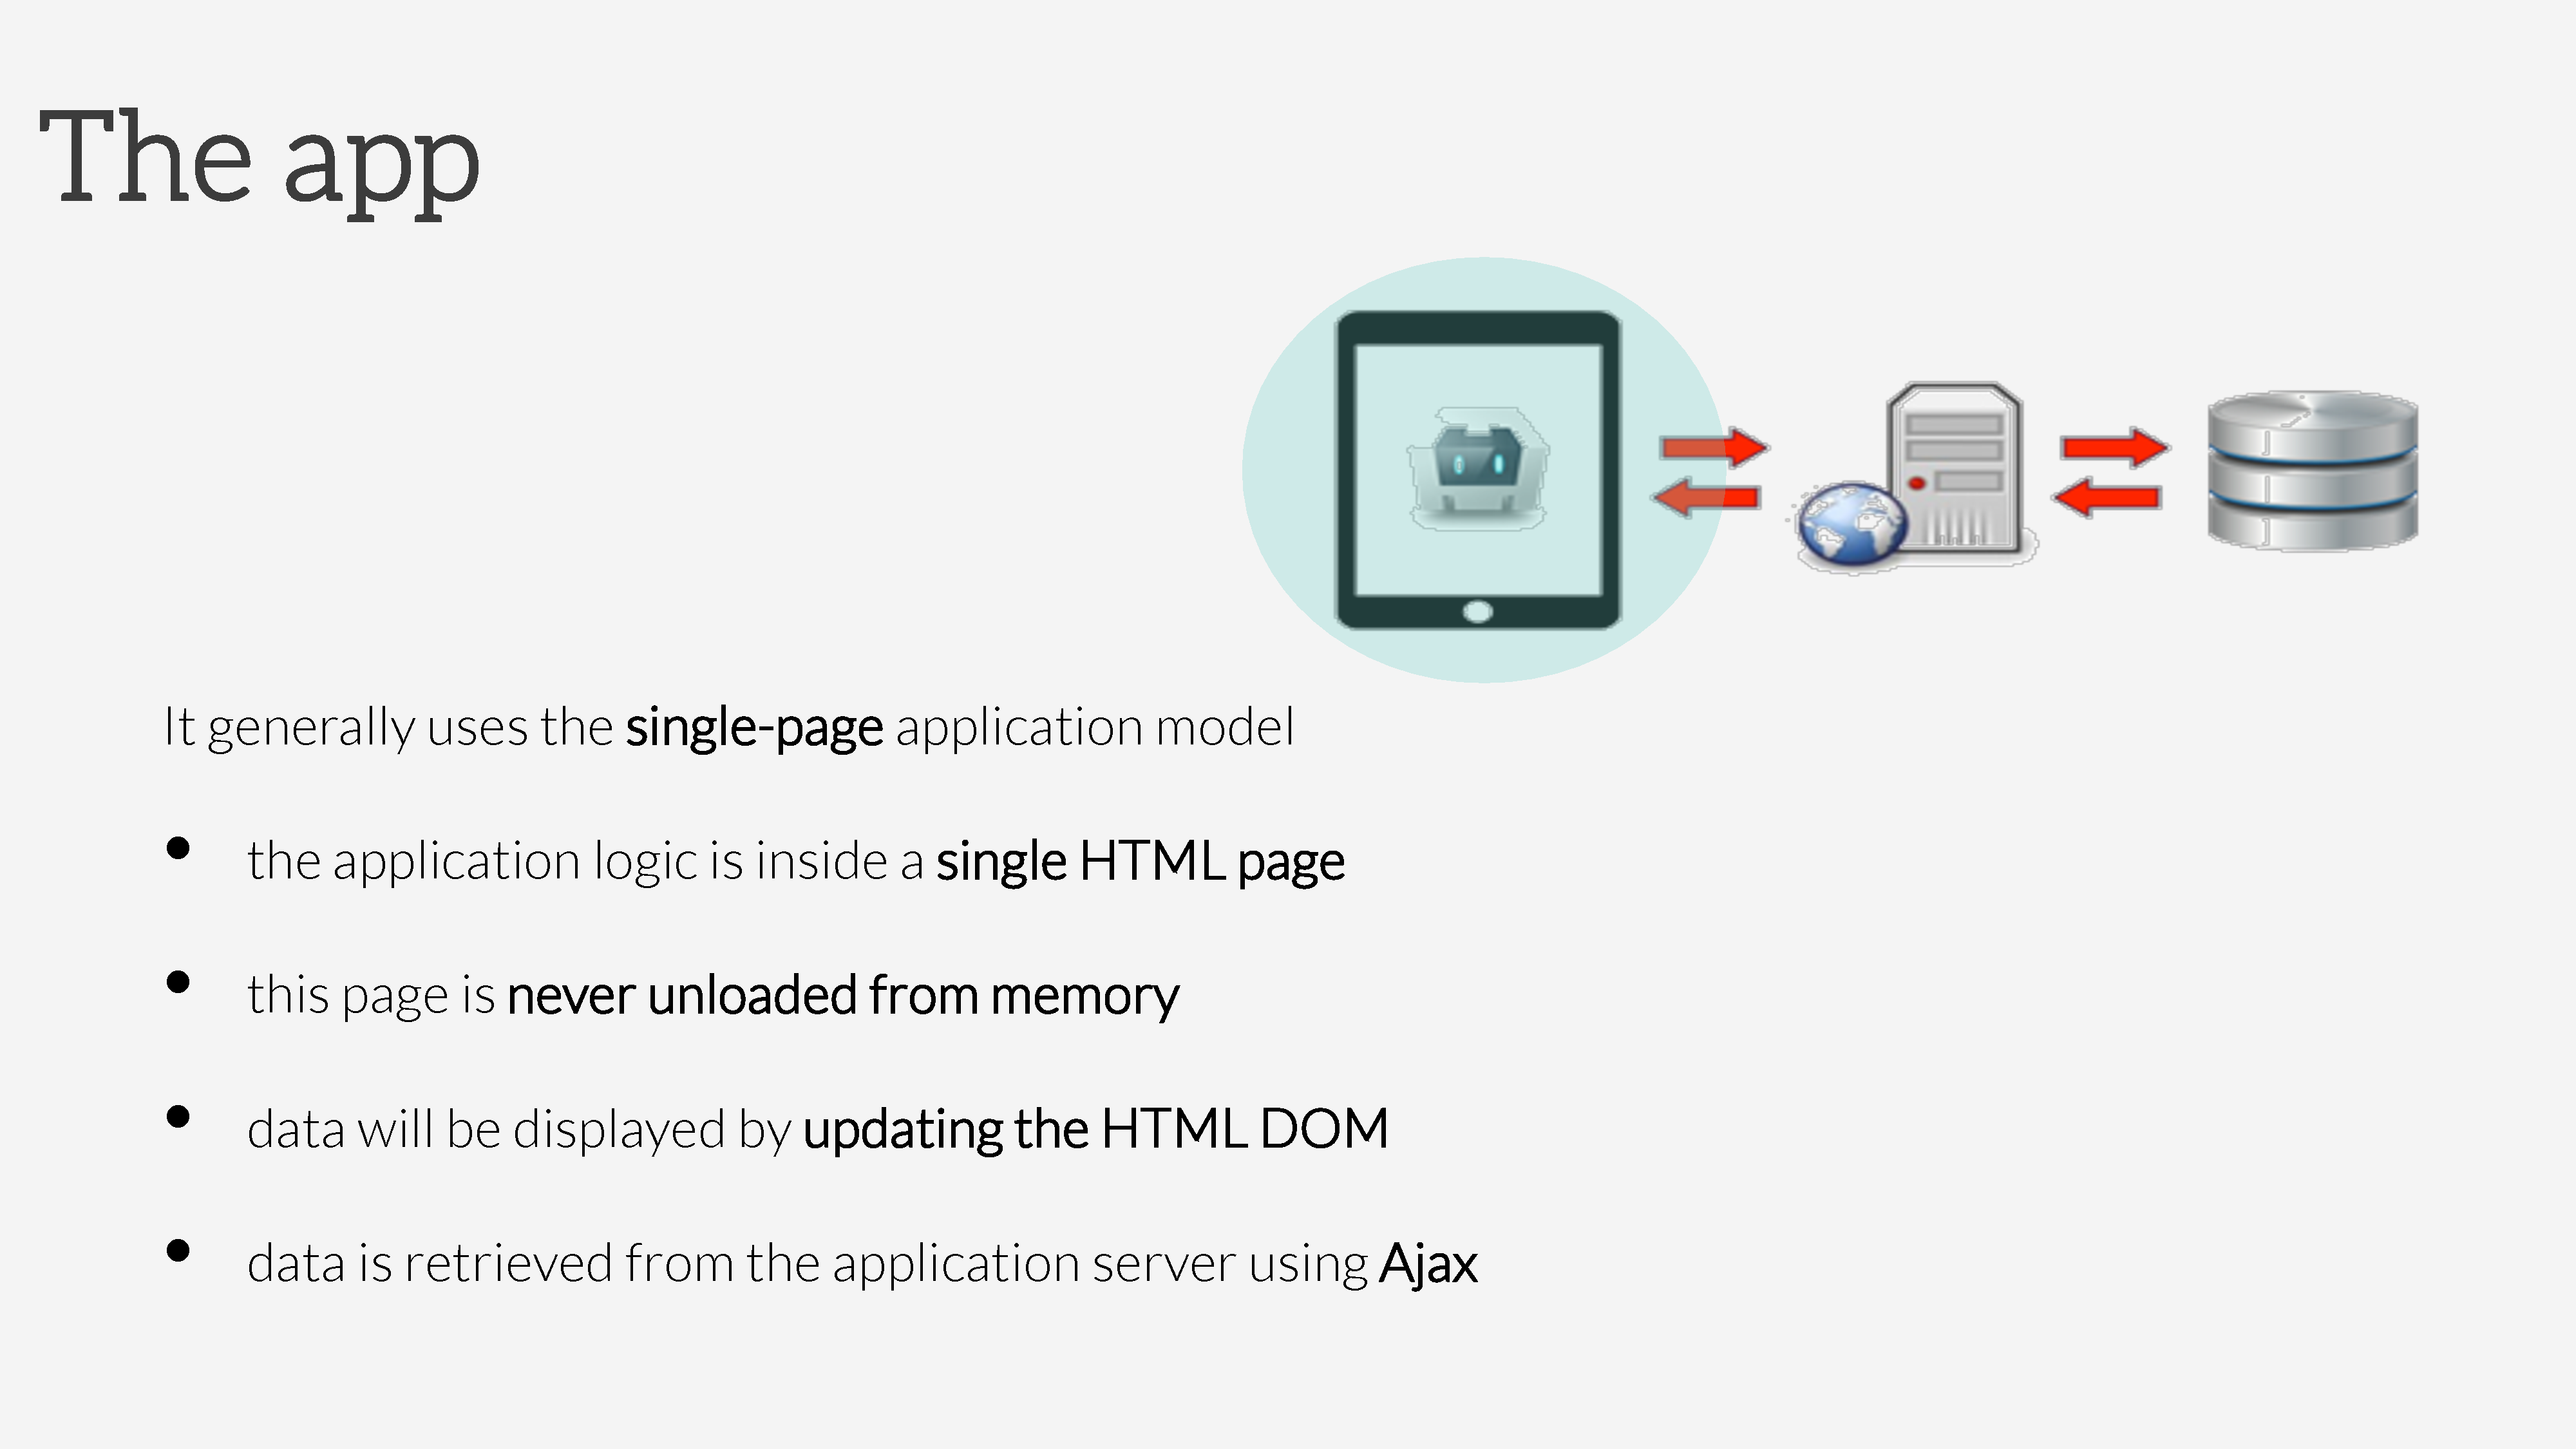 The app
It generally uses the single-page application model
• the application logic is inside a single HTML page
• this page is never unloaded from memory
• data will be displayed by updating the HTML DOM
• data is retrieved from the application server using Ajax